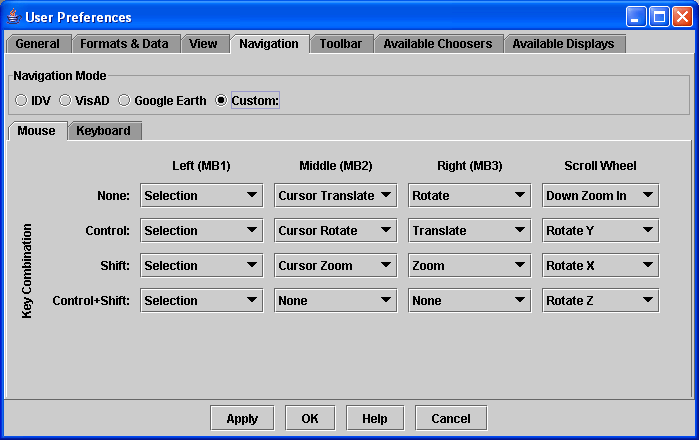 User Preferences
General Formats & Data View Navigation Toolbar Available Choosers Available Displays
Navigation Mode
IDV VisAD Google Earth Custom:
Mouse Keyboard
Left (MB1) Middle (MB2) Right (MB3) Scroll Wheel
Key Combination
None: Selection Cursor Translate Rotate Down Zoom In
Control: Selection Cursor Rotate Translate Rotate Y
Shift: Selection Cursor Zoom Zoom Rotate X
Control+Shift: Selection None None Rotate Z
Apply OK Help Cancel